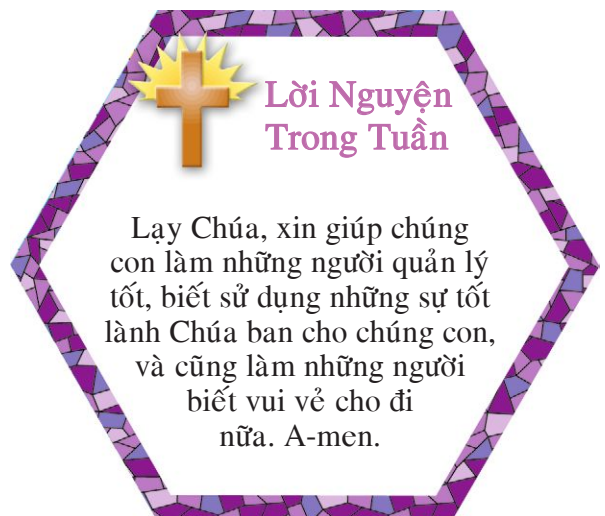 Lời Nguyện
Trong Tuần
Lạy Chúa, xin giúp chúng
con làm những người quản lý
tốt, biết sử dụng những sự tốt
lành Chúa ban cho chúng con,
và cũng làm những người
biết vui vẻ cho đi
nữa. A-men.